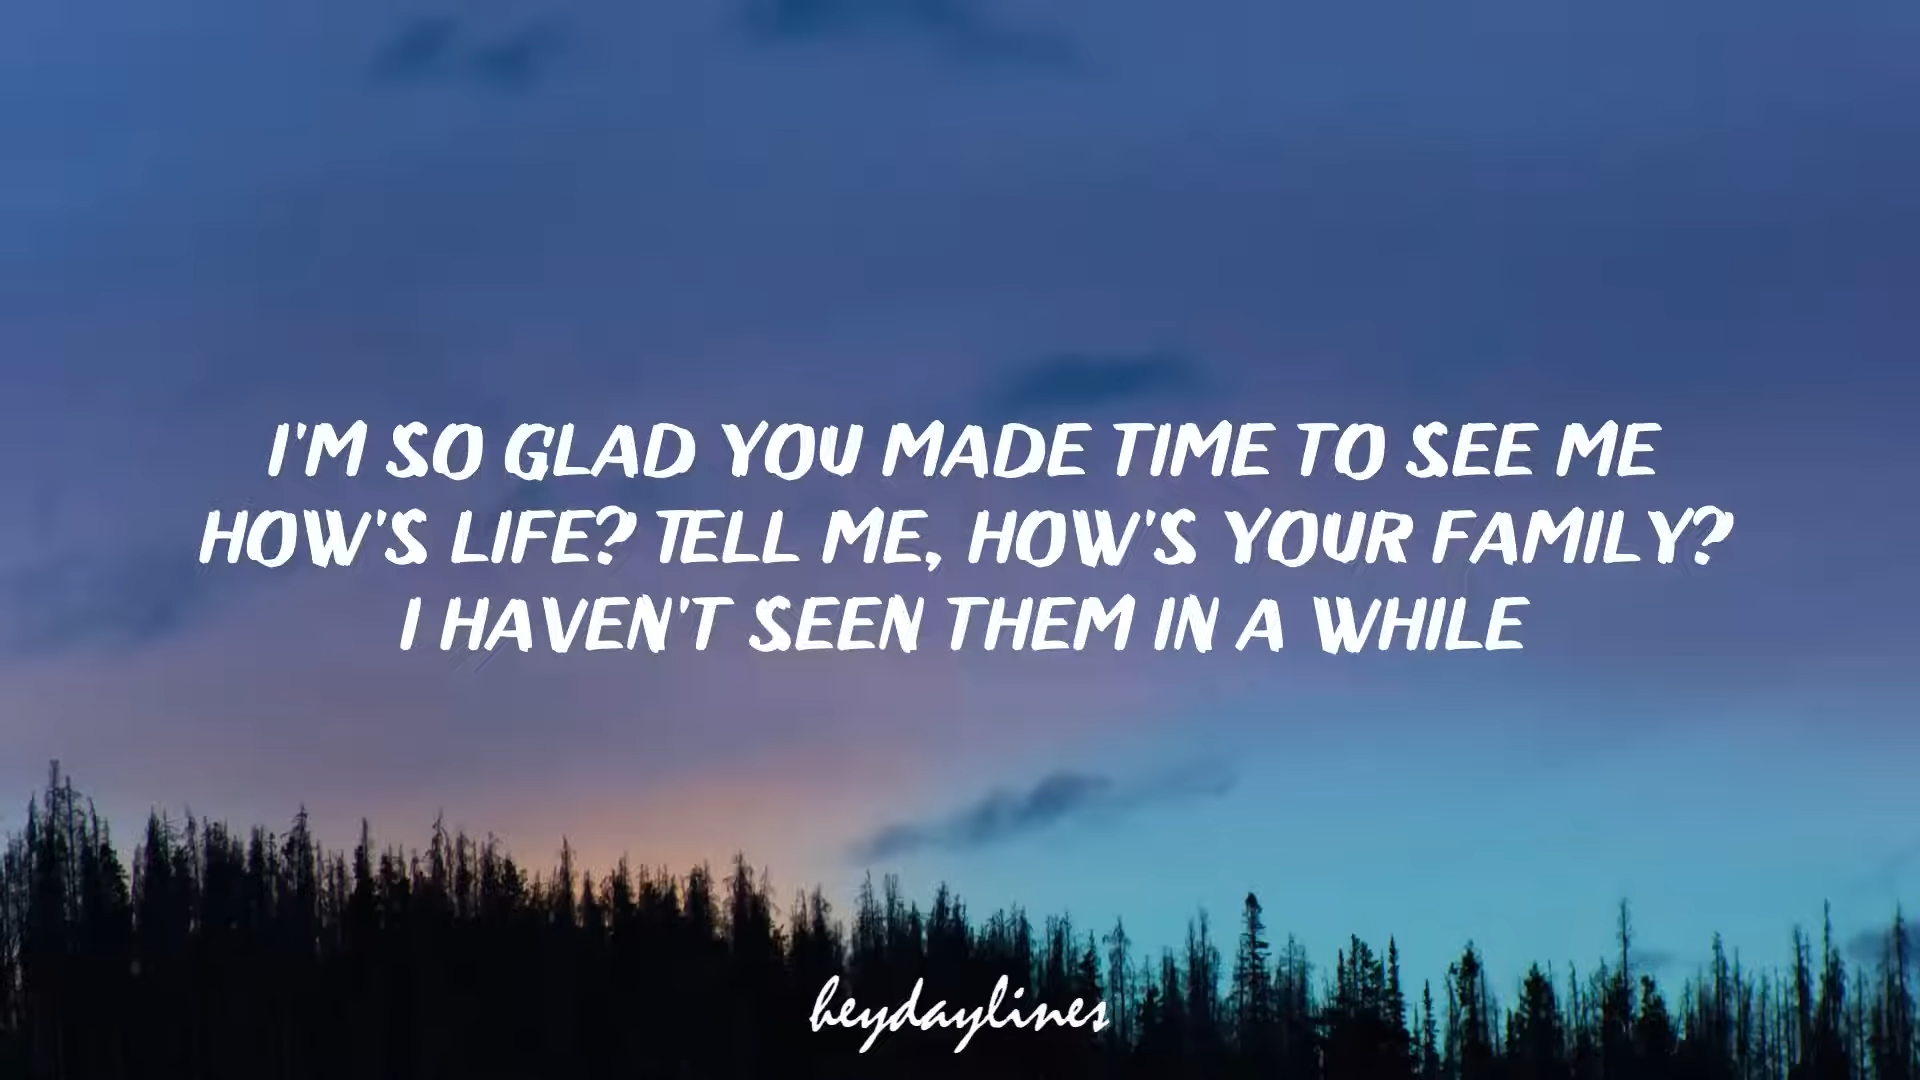 I'M SO GLAD YOU MADE TIME TO SEE ME
HOW'S LIFE? TELL ME, HOW'S YOUR FAMILY?
I HAVEN'T SEEN THEM IN A WHILE
heydaylines